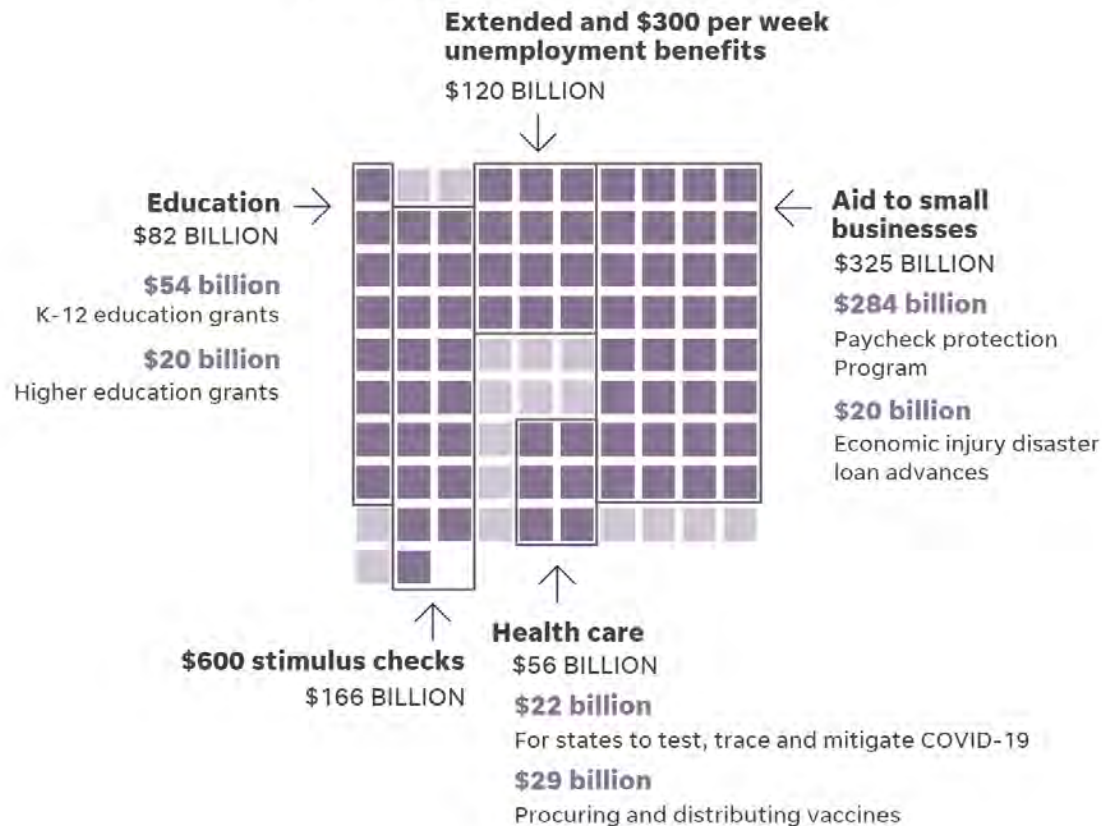 Extended and $300 per week
unemployment benefits
$120 BILLION
Education
$82 BILLION
$54 billion
K-12 education grants
$20 billion
Higher education grants
Aid to small
businesses
$325 BILLION
$284 billion
Paycheck protection
Program
$20 billion
Economic injury disaster
loan advances
$600 stimulus checks
$166 BILLION
Health care
$56 BILLION
$22 billion
For states to test, trace and mitigate COVID-19
$29 billion
Procuring and distributing vaccines